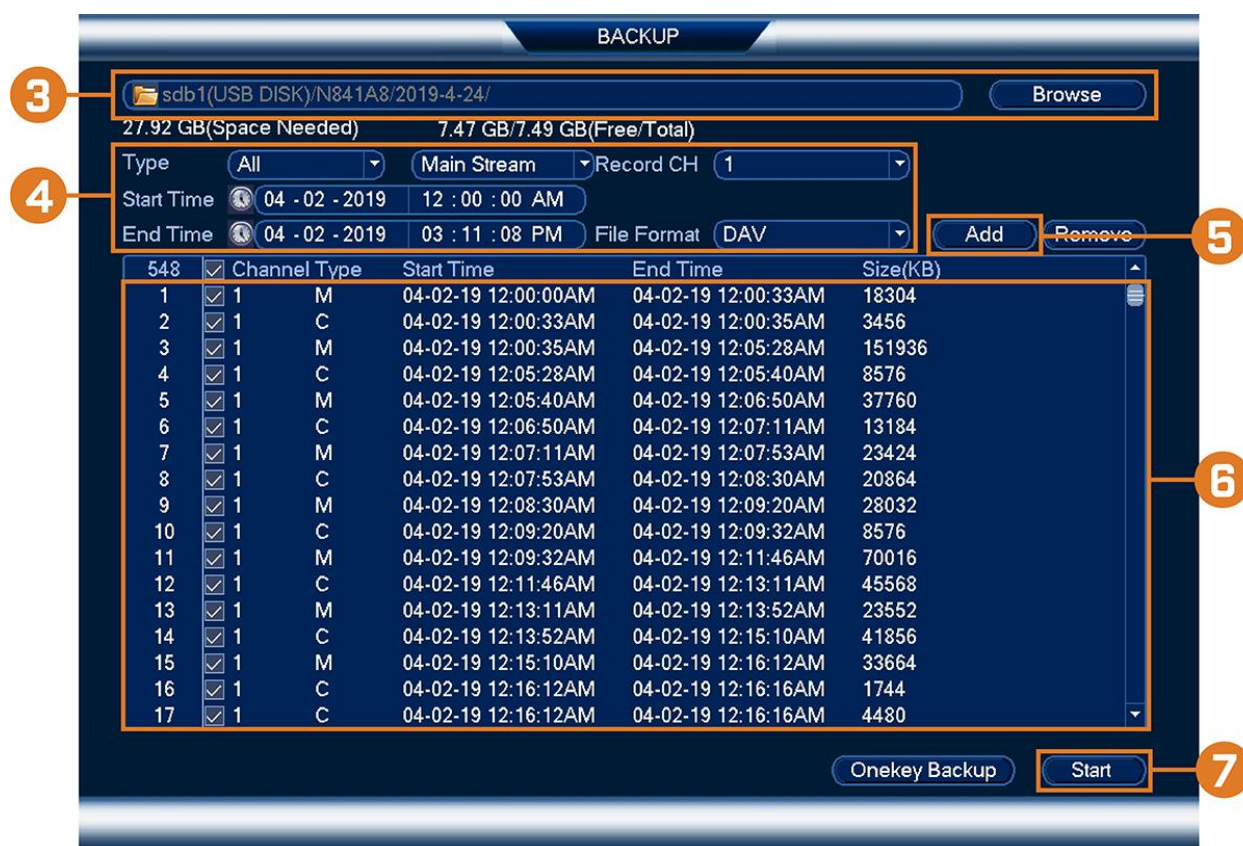 BACKUP
3 sdb1(USB DISK)/N841A8/2019-4-24/ Browse
27.92 GB(Space Needed) 7.47 GB/7.49 GB(Free/Total)
4 Type All Main Stream Record CH 1
Start Time 04 - 02 - 2019 12 : 00 : 00 AM
End Time 04 - 02 - 2019 03 : 11 : 08 PM File Format DAV Add Remove 5
548 Channel Type Start Time End Time Size(KB)
1 1 M 04-02-19 12:00:00AM 04-02-19 12:00:33AM 18304
2 1 C 04-02-19 12:00:33AM 04-02-19 12:00:35AM 3456
3 1 M 04-02-19 12:00:35AM 04-02-19 12:05:28AM 151936
4 1 C 04-02-19 12:05:28AM 04-02-19 12:05:40AM 8576
5 1 M 04-02-19 12:05:40AM 04-02-19 12:06:50AM 37760
6 1 C 04-02-19 12:06:50AM 04-02-19 12:07:11AM 13184
7 1 M 04-02-19 12:07:11AM 04-02-19 12:07:53AM 23424
8 1 C 04-02-19 12:07:53AM 04-02-19 12:08:30AM 20864 6
9 1 M 04-02-19 12:08:30AM 04-02-19 12:09:20AM 28032
10 1 C 04-02-19 12:09:20AM 04-02-19 12:09:32AM 8576
11 1 M 04-02-19 12:09:32AM 04-02-19 12:11:46AM 70016
12 1 C 04-02-19 12:11:46AM 04-02-19 12:13:11AM 45568
13 1 M 04-02-19 12:13:11AM 04-02-19 12:13:52AM 23552
14 1 C 04-02-19 12:13:52AM 04-02-19 12:15:10AM 41856
15 1 M 04-02-19 12:15:10AM 04-02-19 12:16:12AM 33664
16 1 C 04-02-19 12:16:12AM 04-02-19 12:16:16AM 1744
17 1 C 04-02-19 12:16:12AM 04-02-19 12:16:16AM 4480
Onekey Backup Start 7